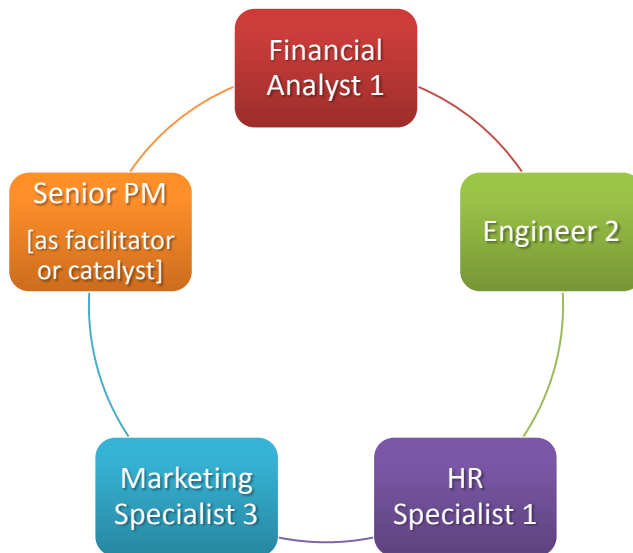 Financial
Analyst 1
Senior PM
[as facilitator
or catalyst]
Engineer 2
Marketing
Specialist 3
HR
Specialist 1